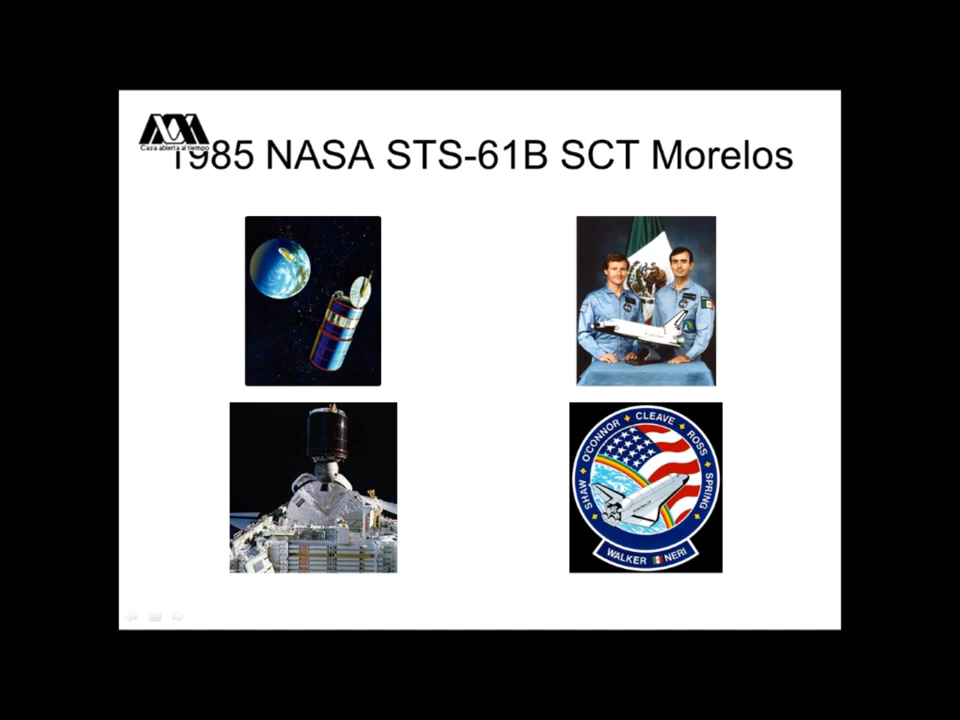 Casa abierta al tiempo
1985 NASA STS-61B SCT Morelos
SHAW ✦ O'CONNOR ✦ CLEAVE ✦ ROSS ✦ SPRING
WALKER NERI